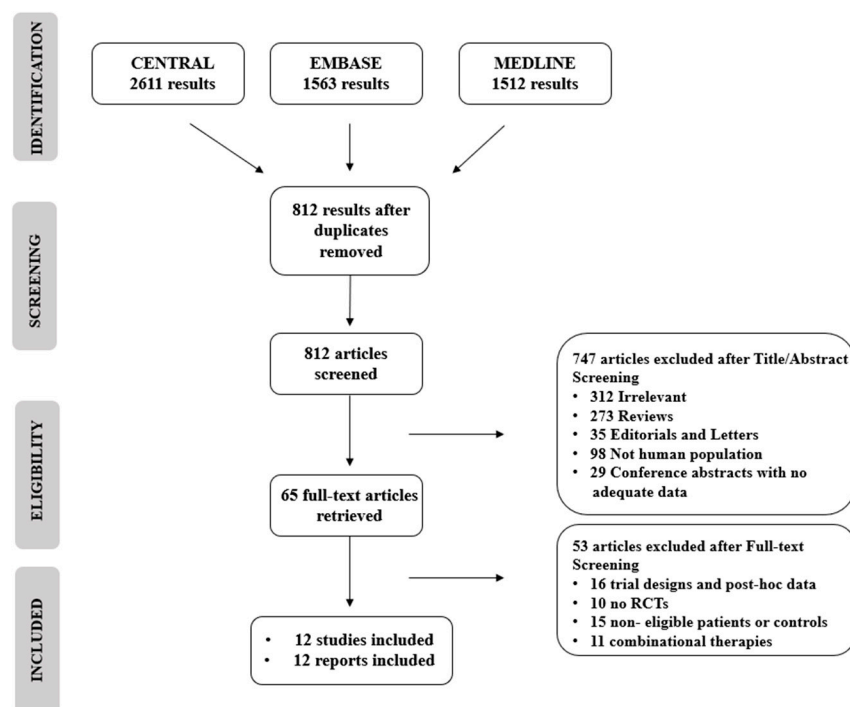 IDENTIFICATION
CENTRAL
2611 results
EMBASE
1563 results
MEDLINE
1512 results
SCREENING
812 results after
duplicates
removed
812 articles
screened
747 articles excluded after Title/Abstract
Screening
• 312 Irrelevant
• 273 Reviews
• 35 Editorials and Letters
• 98 Not human population
• 29 Conference abstracts with no
adequate data
ELIGIBILITY
65 full-text articles
retrieved
53 articles excluded after Full-text
Screening
• 16 trial designs and post-hoc data
• 10 no RCTs
• 15 non- eligible patients or controls
• 11 combinational therapies
INCLUDED
• 12 studies included
• 12 reports included